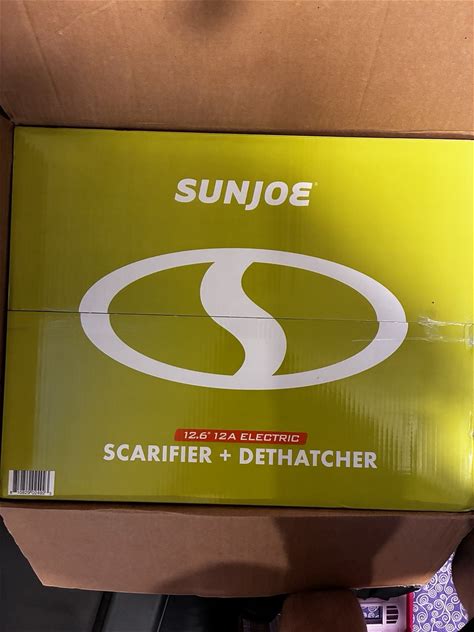 SUNJOE®
12.6" 12A ELECTRIC
SCARIFIER + DETHATCHER